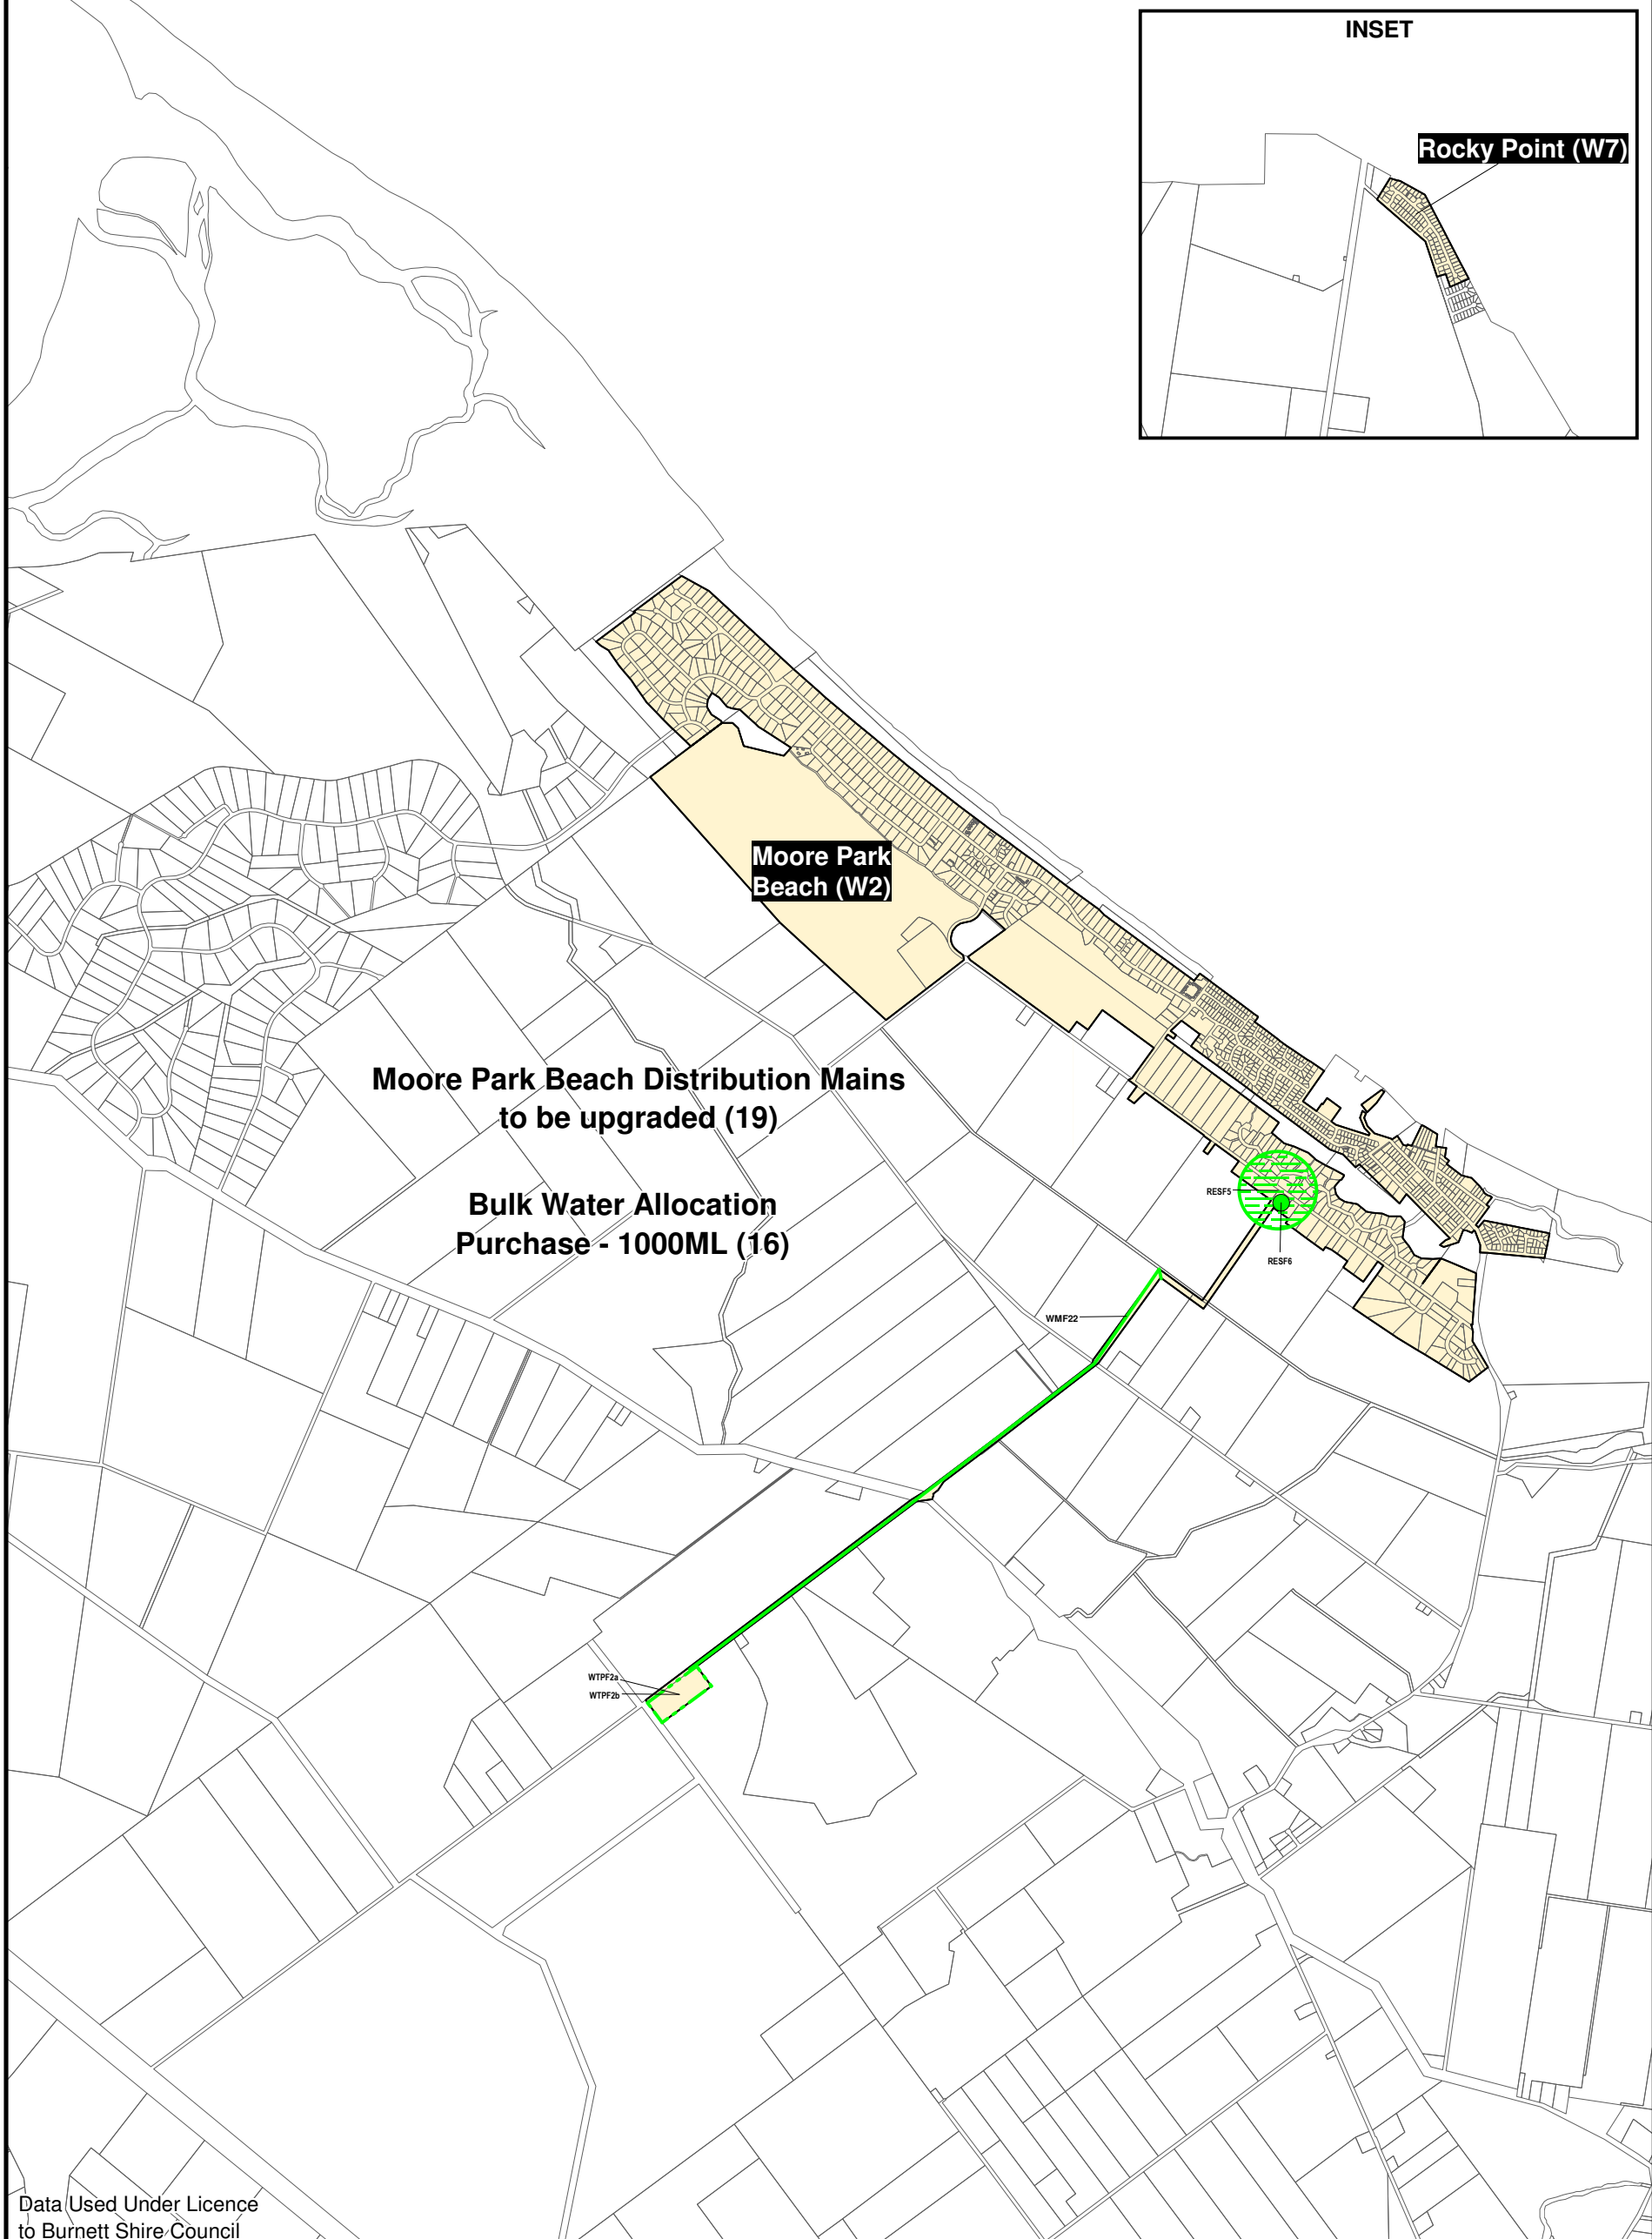 INSET
Rocky Point (W7)
Moore Park
Beach (W2)
Moore Park Beach Distribution Mains
to be upgraded (19)
Bulk Water Allocation
Purchase - 1000ML (16)
RESF5
RESF6
WMF22
WTPF2a
WTPF2b
Data Used Under Licence
to Burnett Shire Council